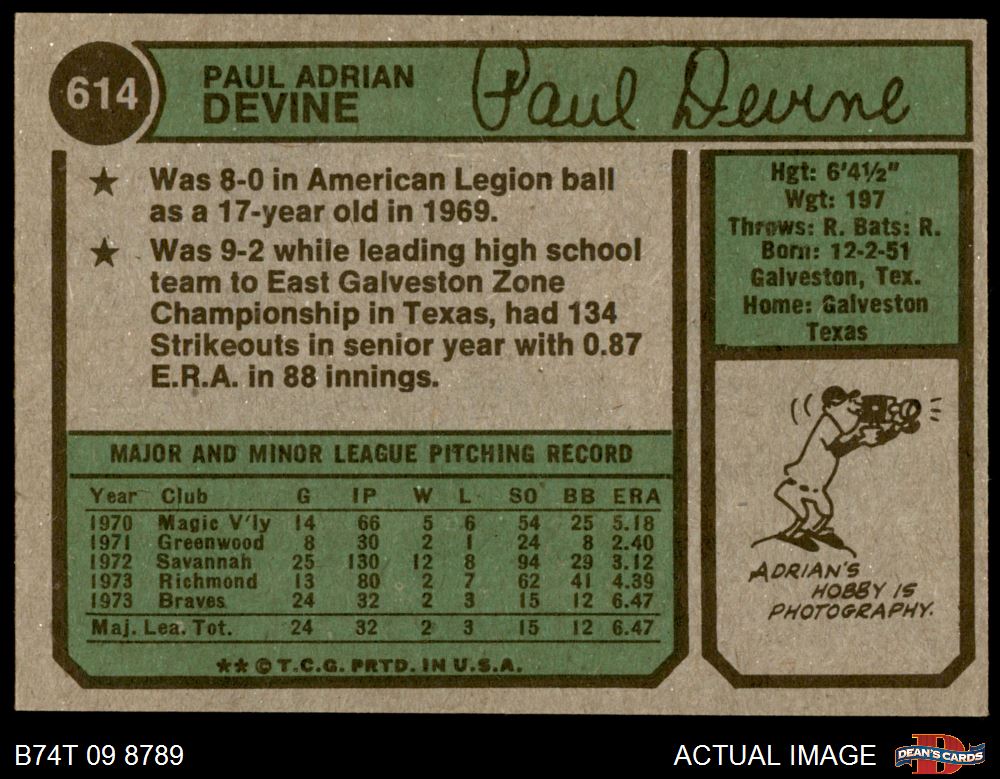 614
PAUL ADRIAN
DEVINE
Paul Devine
★ Was 8-0 in American Legion ball
as a 17-year old in 1969.
★ Was 9-2 while leading high school
team to East Galveston Zone
Championship in Texas, had 134
Strikeouts in senior year with 0.87
E.R.A. in 88 innings.
Hgt: 6'4½"
Wgt: 197
Throws: R. Bats: R.
Born: 12-2-51
Galveston, Tex.
Home: Galveston
Texas
MAJOR AND MINOR LEAGUE PITCHING RECORD
Year Club G IP W L SO BB ERA
1970 Magic V'ly 14 66 5 6 54 25 5.18
1971 Greenwood 8 30 2 1 24 8 2.40
1972 Savannah 25 130 12 8 94 29 3.12
1973 Richmond 13 80 2 7 62 41 4.39
1973 Braves 24 32 2 3 15 12 6.47
Maj. Lea. Tot. 24 32 2 3 15 12 6.47
★★ © T.C.G. PRTD. IN U.S.A.
ADRIAN'S
HOBBY IS
PHOTOGRAPHY.
B74T 09 8789
ACTUAL IMAGE
DEAN'S CARDS